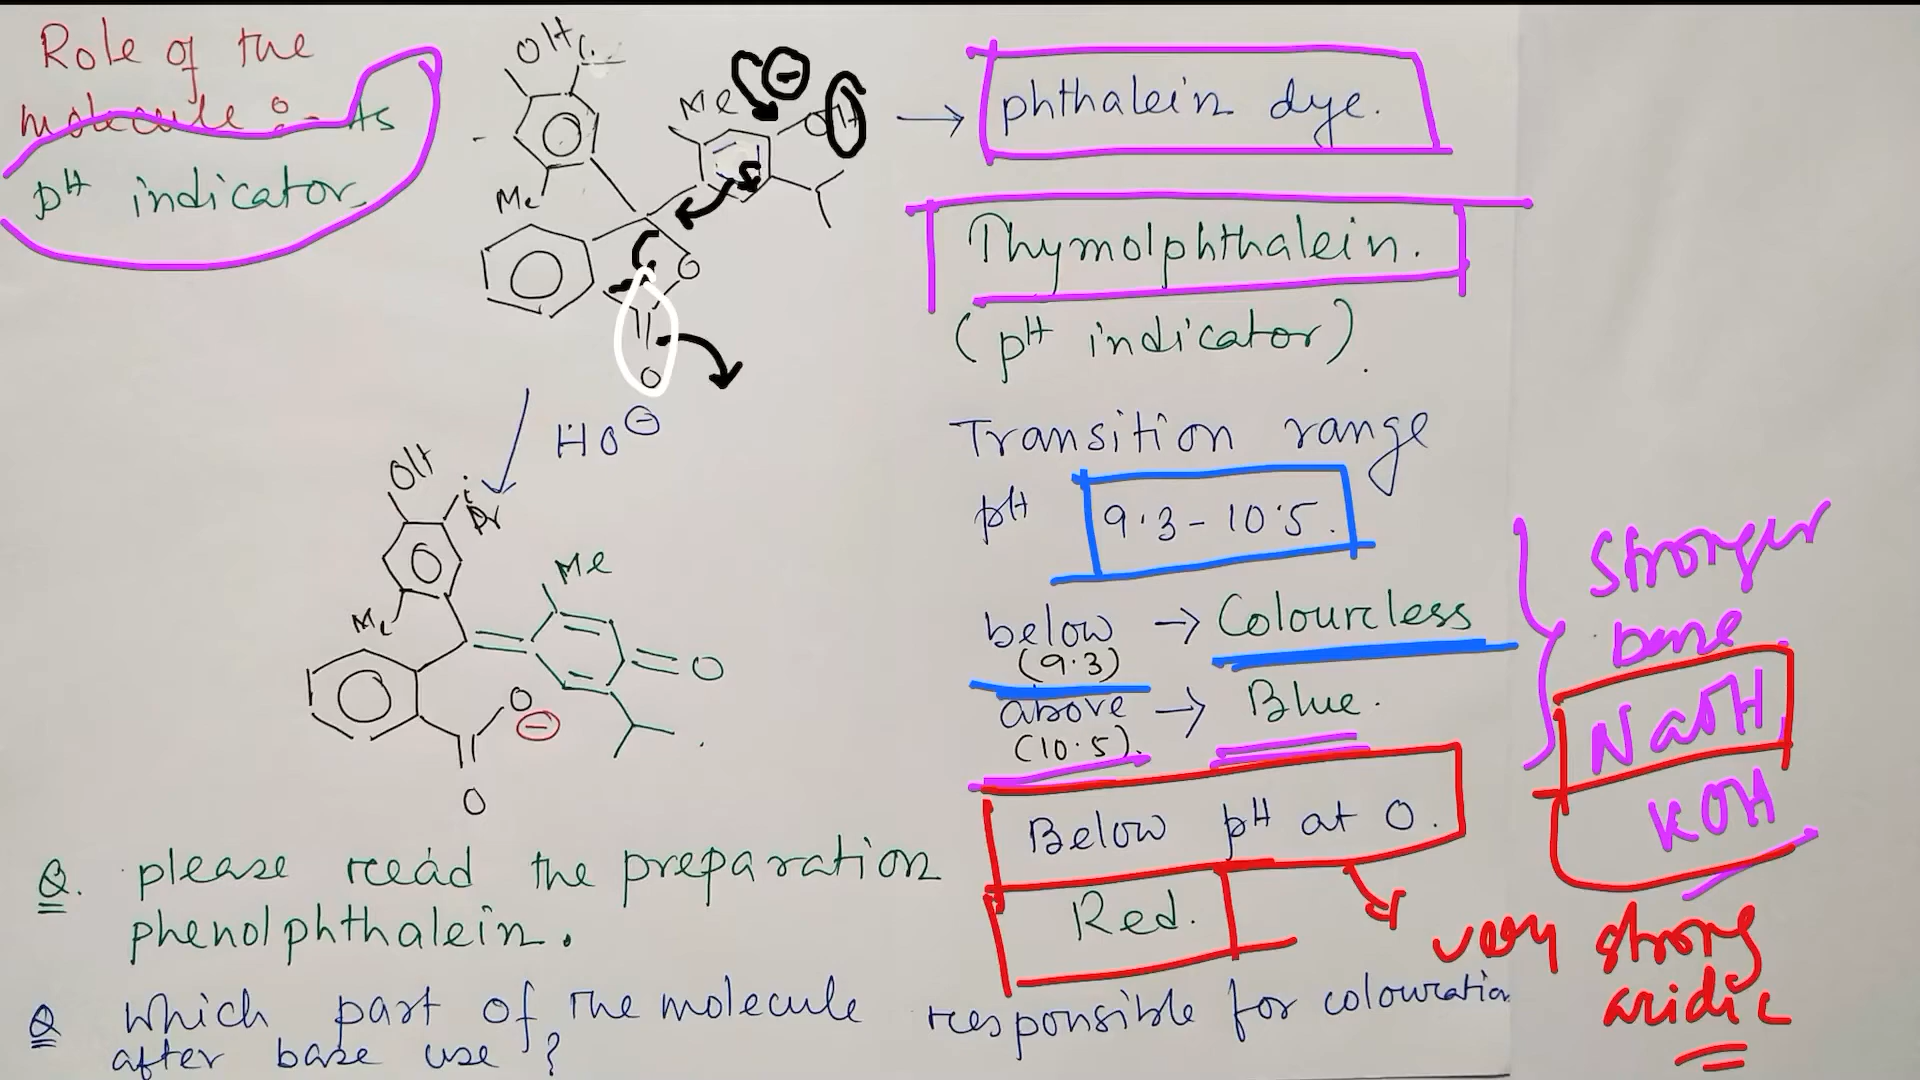 Role of the
molecule :- As
pH indicator.
OH
i
Me
OH
Me
O
O
→ phthalein dye.
Thymolphthalein.
(pH indicator).
HO⊖
Transition range
pH 9.3 - 10.5.
below → Colourless
(9.3)
above → Blue.
(10.5).
Stronger
base
NaOH
KOH
OH
i
Pr
Me
Me
O
O
⊖
O
Below pH at 0.
Red.
very strong
acidic
Q. please read the preparation
phenolphthalein.
Q which part of the molecule responsible for colouration
after base use?